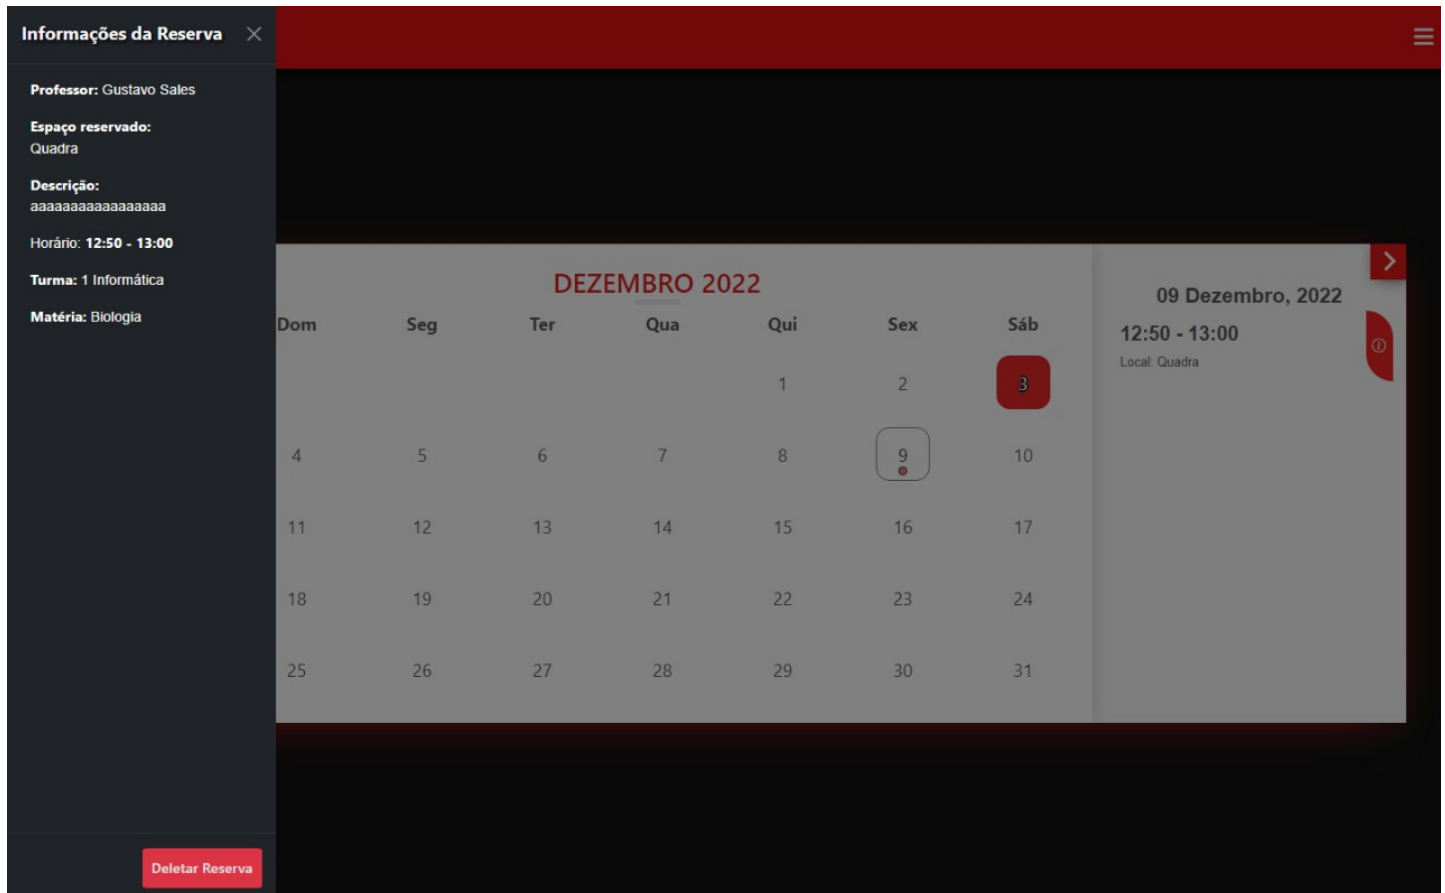 Informações da Reserva
Professor: Gustavo Sales
Espaço reservado:
Quadra
Descrição:
aaaaaaaaaaaaaaaaa
Horário: 12:50 - 13:00
Turma: 1 Informática
Matéria: Biologia
Deletar Reserva
DEZEMBRO 2022
Dom Seg Ter Qua Qui Sex Sáb
1 2 3
4 5 6 7 8 9 10
11 12 13 14 15 16 17
18 19 20 21 22 23 24
25 26 27 28 29 30 31
09 Dezembro, 2022
12:50 - 13:00
Local: Quadra